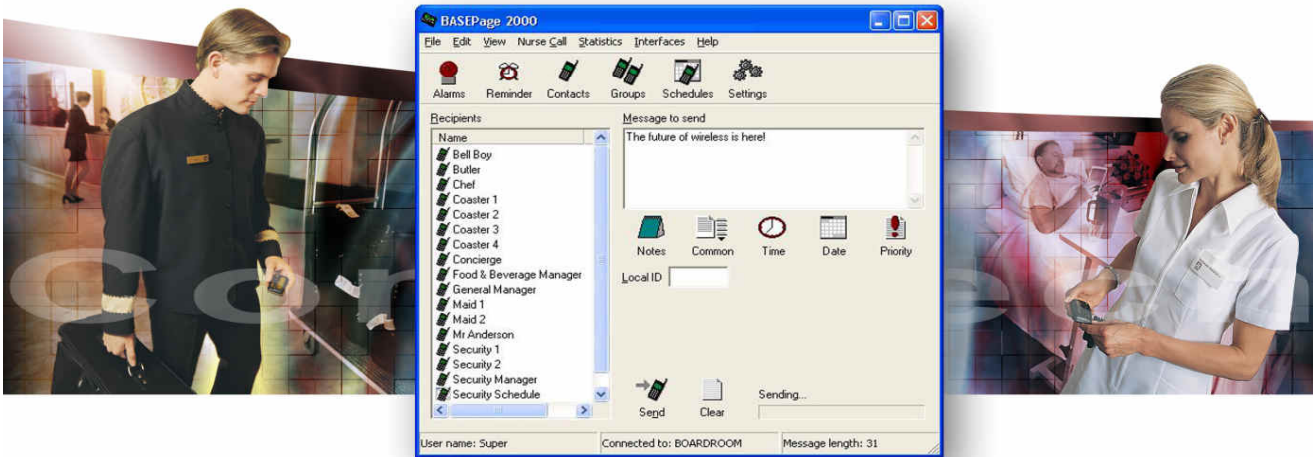 BASEPage 2000
File Edit View Nurse Call Statistics Interfaces Help
Alarms Reminder Contacts Groups Schedules Settings
Recipients
Name
Bell Boy
Butler
Chef
Coaster 1
Coaster 2
Coaster 3
Coaster 4
Concierge
Food & Beverage Manager
General Manager
Maid 1
Maid 2
Mr Anderson
Security 1
Security 2
Security Manager
Security Schedule
Message to send
The future of wireless is here!
Notes Common Time Date Priority
Local ID
Send Clear Sending...
User name: Super Connected to: BOARDROOM Message length: 31